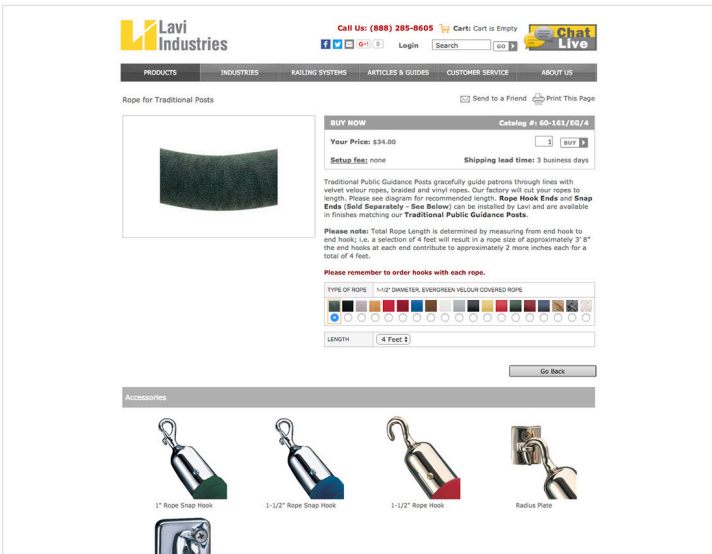 Lavi
Industries
Call Us: (888) 285-8605
Cart: Cart is Empty
Chat
Live
f
G+1
0
Login
Search
GO
PRODUCTS
INDUSTRIES
RAILING SYSTEMS
ARTICLES & GUIDES
CUSTOMER SERVICE
ABOUT US
Rope for Traditional Posts
Send to a Friend
Print This Page
BUY NOW
Catalog #: 60-161/EG/4
Your Price: $34.00
1
BUY
Setup fee: none
Shipping lead time: 3 business days
Traditional Public Guidance Posts gracefully guide patrons through lines with
velvet velour ropes, braided and vinyl ropes. Our factory will cut your ropes to
length. Please see diagram for recommended length. Rope Hook Ends and Snap
Ends (Sold Separately - See Below) can be installed by Lavi and are available
in finishes matching our Traditional Public Guidance Posts.
Please note: Total Rope Length is determined by measuring from end hook to
end hook; i.e. a selection of 4 feet will result in a rope size of approximately 3' 8"
the end hooks at each end contribute to approximately 2 more inches each for a
total of 4 feet.
Please remember to order hooks with each rope.
TYPE OF ROPE
1-1/2" DIAMETER, EVERGREEN VELOUR COVERED ROPE
LENGTH
4 Feet
Go Back
Accessories
1" Rope Snap Hook
1-1/2" Rope Snap Hook
1-1/2" Rope Hook
Radius Plate